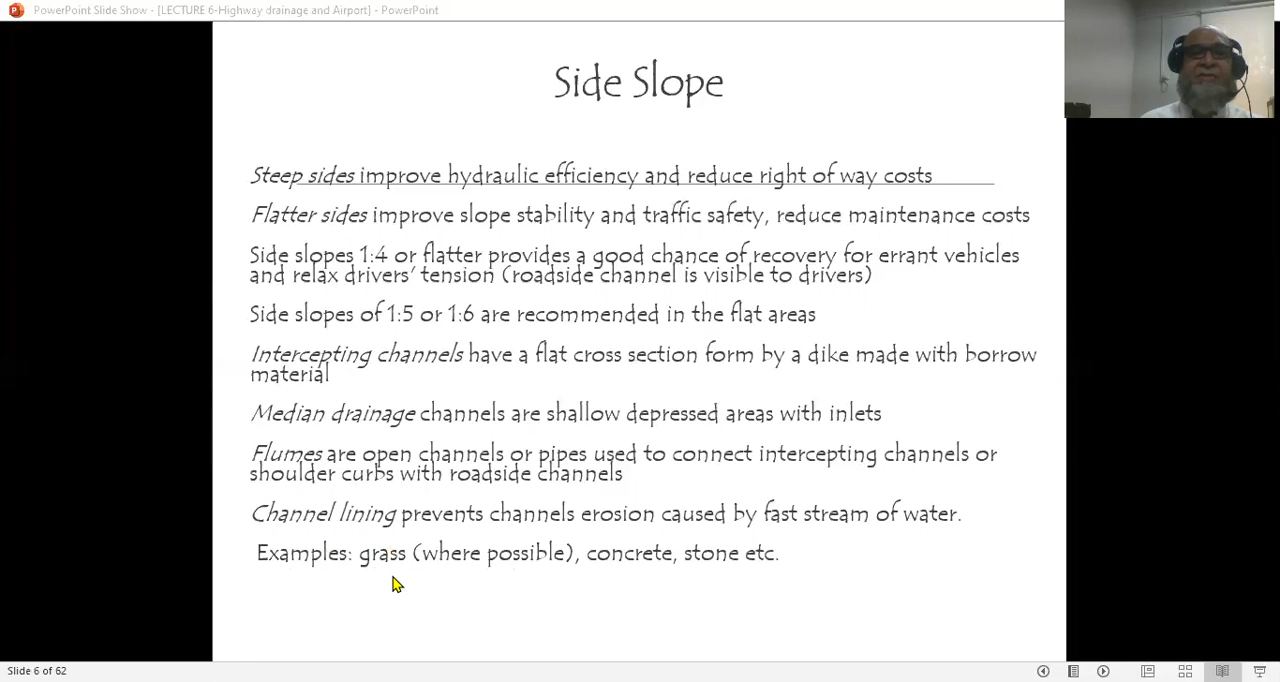 PowerPoint Slide Show - [LECTURE 6-Highway drainage and Airport] - PowerPoint
Side Slope
Steep sides improve hydraulic efficiency and reduce right of way costs
Flatter sides improve slope stability and traffic safety, reduce maintenance costs
Side slopes 1:4 or flatter provides a good chance of recovery for errant vehicles
and relax drivers' tension (roadside channel is visible to drivers)
Side slopes of 1:5 or 1:6 are recommended in the flat areas
Intercepting channels have a flat cross section form by a dike made with borrow
material
Median drainage channels are shallow depressed areas with inlets
Flumes are open channels or pipes used to connect intercepting channels or
shoulder curbs with roadside channels
Channel lining prevents channels erosion caused by fast stream of water.
Examples: grass (where possible), concrete, stone etc.
Slide 6 of 62